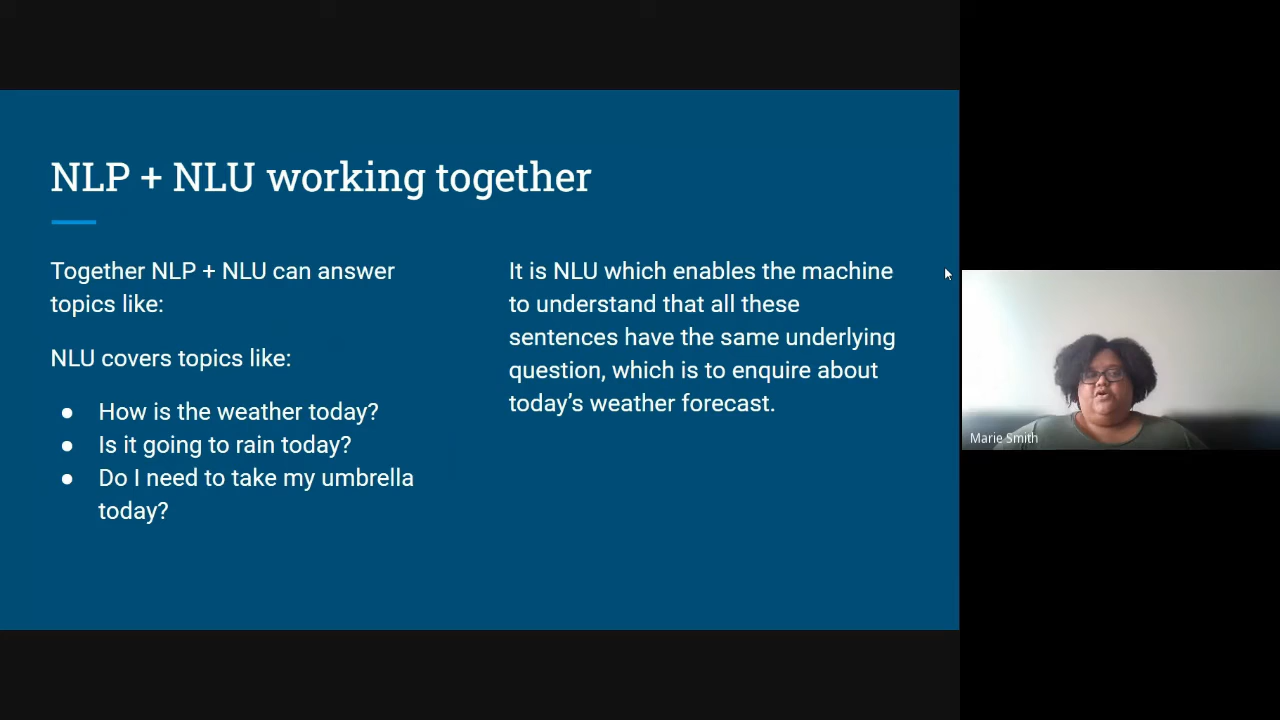 NLP + NLU working together
Together NLP + NLU can answer
topics like:
NLU covers topics like:
● How is the weather today?
● Is it going to rain today?
● Do I need to take my umbrella
today?
It is NLU which enables the machine
to understand that all these
sentences have the same underlying
question, which is to enquire about
today’s weather forecast.
Marie Smith